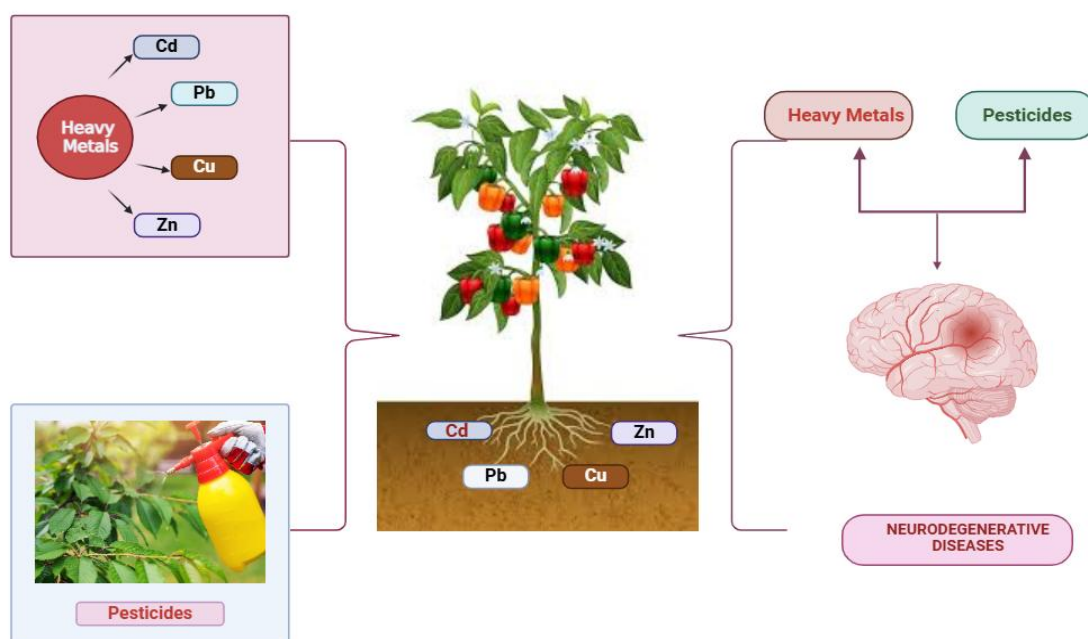 Cd
Pb
Heavy
Metals
Cu
Zn
Pesticides
Cd
Zn
Pb
Cu
Heavy Metals
Pesticides
NEURODEGENERATIVE
DISEASES